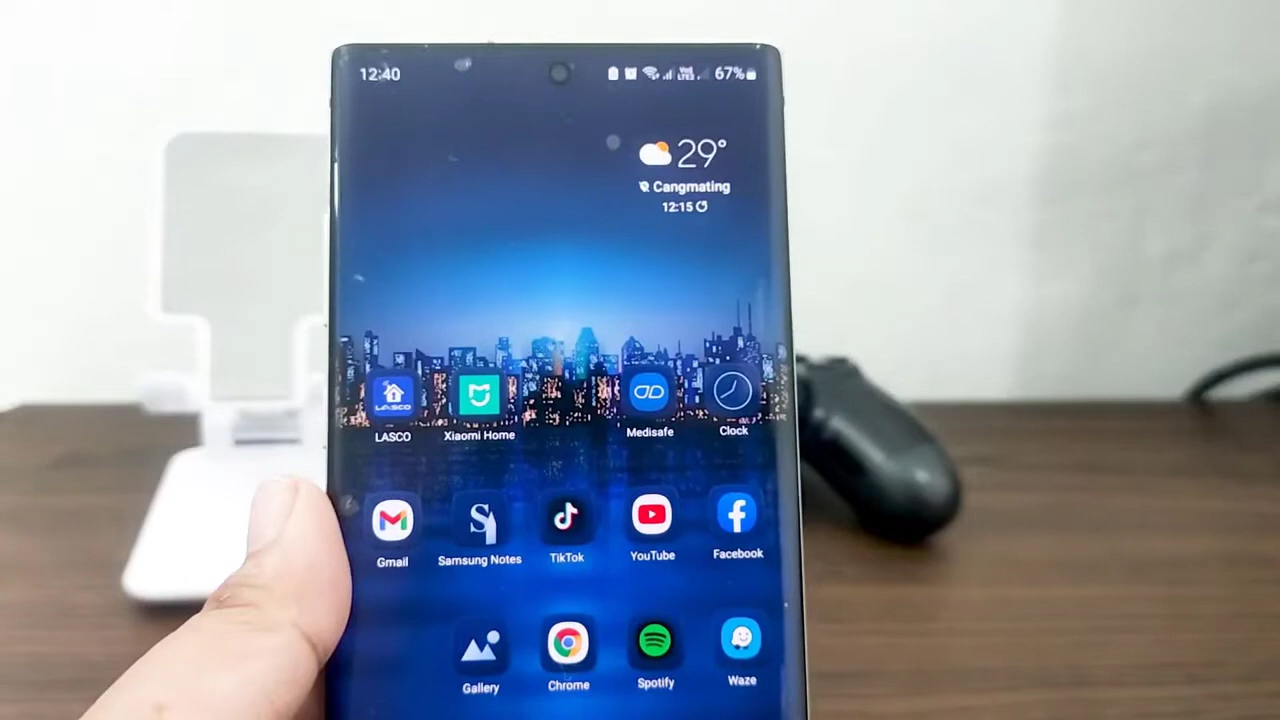 12:40 67%
29°
Cangmating
12:15
LASCO
LASCO Xiaomi Home Medisafe Clock
Gmail Samsung Notes TikTok YouTube Facebook
Gallery Chrome Spotify Waze